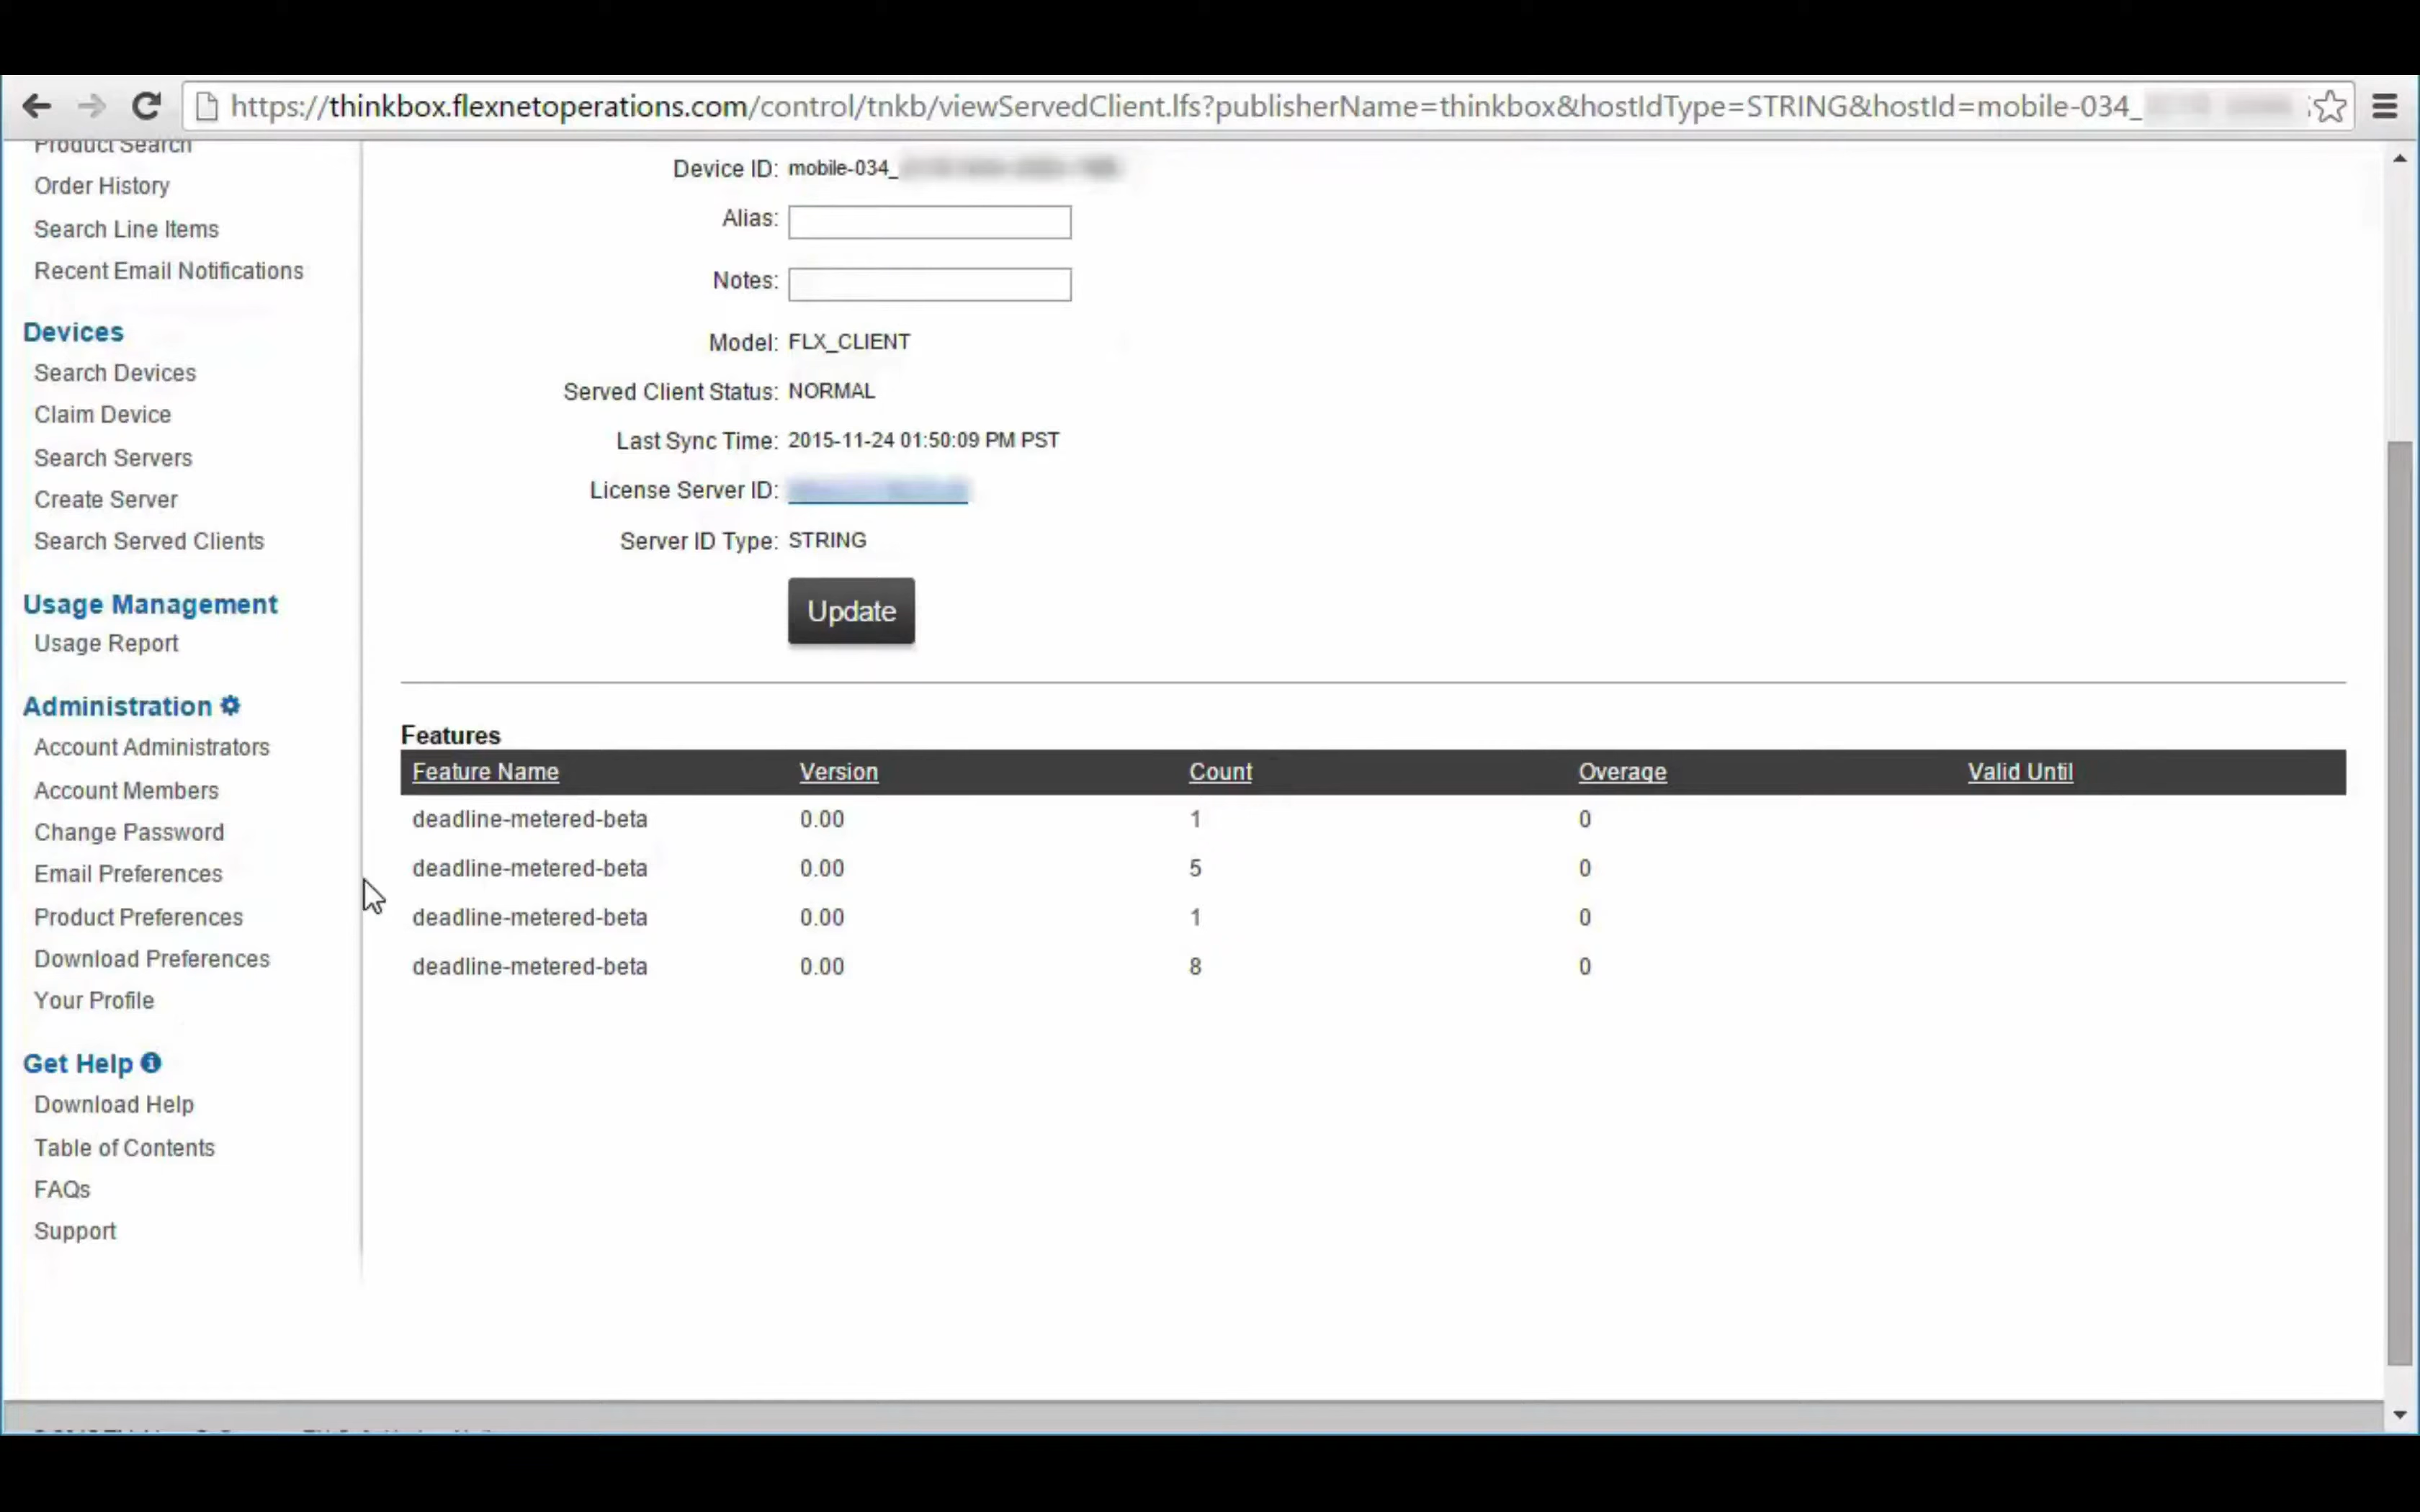 https://thinkbox.flexnetoperations.com/control/tnkb/viewServedClient.lfs?publisherName=thinkbox&hostIdType=STRING&hostId=mobile-034_
Product Search
Order History
Search Line Items
Recent Email Notifications
Devices
Search Devices
Claim Device
Search Servers
Create Server
Search Served Clients
Usage Management
Usage Report
Administration
Account Administrators
Account Members
Change Password
Email Preferences
Product Preferences
Download Preferences
Your Profile
Get Help
Download Help
Table of Contents
FAQs
Support
Device ID: mobile-034_
Alias:
Notes:
Model: FLX_CLIENT
Served Client Status: NORMAL
Last Sync Time: 2015-11-24 01:50:09 PM PST
License Server ID:
Server ID Type: STRING
Update
Features
Feature Name Version Count Overage Valid Until
deadline-metered-beta 0.00 1 0
deadline-metered-beta 0.00 5 0
deadline-metered-beta 0.00 1 0
deadline-metered-beta 0.00 8 0